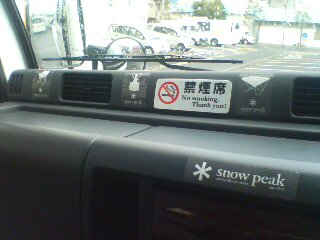 禁煙席
No smoking.
Thank you!
snow peak
snow peak
snow peak